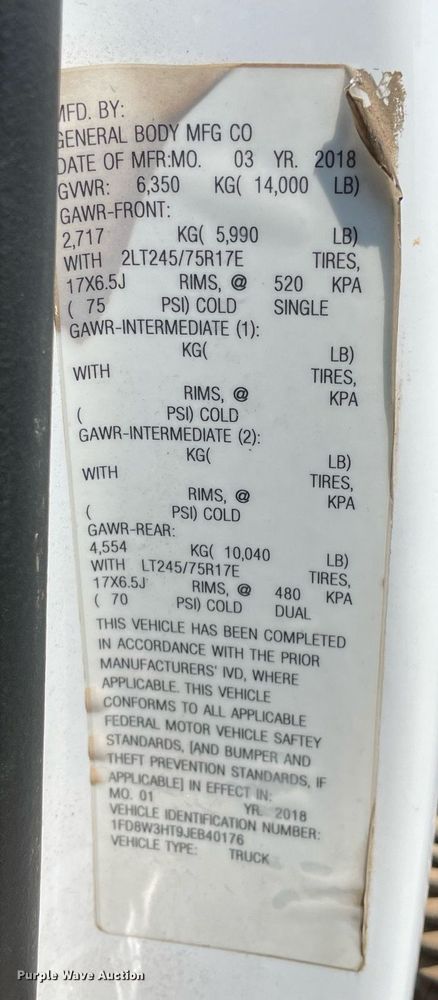 MFD. BY:
GENERAL BODY MFG CO
DATE OF MFR:MO. 03 YR. 2018
GVWR: 6,350 KG( 14,000 LB)
GAWR-FRONT:
2,717 KG( 5,990 LB)
WITH 2LT245/75R17E TIRES,
17X6.5J RIMS, @ 520 KPA
( 75 PSI) COLD SINGLE
GAWR-INTERMEDIATE (1):
KG( LB)
WITH TIRES,
RIMS, @ KPA
( PSI) COLD
GAWR-INTERMEDIATE (2):
KG( LB)
WITH TIRES,
RIMS, @ KPA
( PSI) COLD
GAWR-REAR:
4,554 KG( 10,040 LB)
WITH LT245/75R17E TIRES,
17X6.5J RIMS, @ 480 KPA
( 70 PSI) COLD DUAL
THIS VEHICLE HAS BEEN COMPLETED
IN ACCORDANCE WITH THE PRIOR
MANUFACTURERS' IVD, WHERE
APPLICABLE. THIS VEHICLE
CONFORMS TO ALL APPLICABLE
FEDERAL MOTOR VEHICLE SAFTEY
STANDARDS, [AND BUMPER AND
THEFT PREVENTION STANDARDS, IF
APPLICABLE] IN EFFECT IN:
MO. 01 YR. 2018
VEHICLE IDENTIFICATION NUMBER:
1FD8W3HT9JEB40176
VEHICLE TYPE: TRUCK
Purple Wave Auction